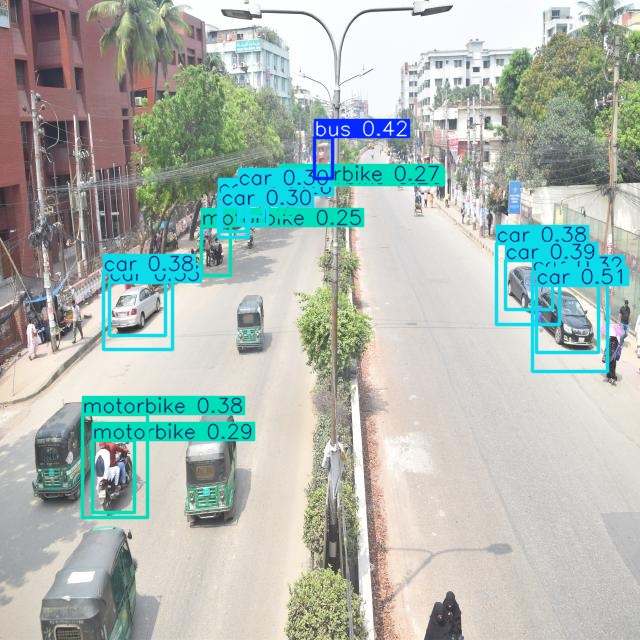 bus 0.42
car 0.30
rbike 0.27
car 0.30
motorbike 0.25
car 0.38
car 0.38
car 0.39
car 0.51
motorbike 0.38
motorbike 0.29